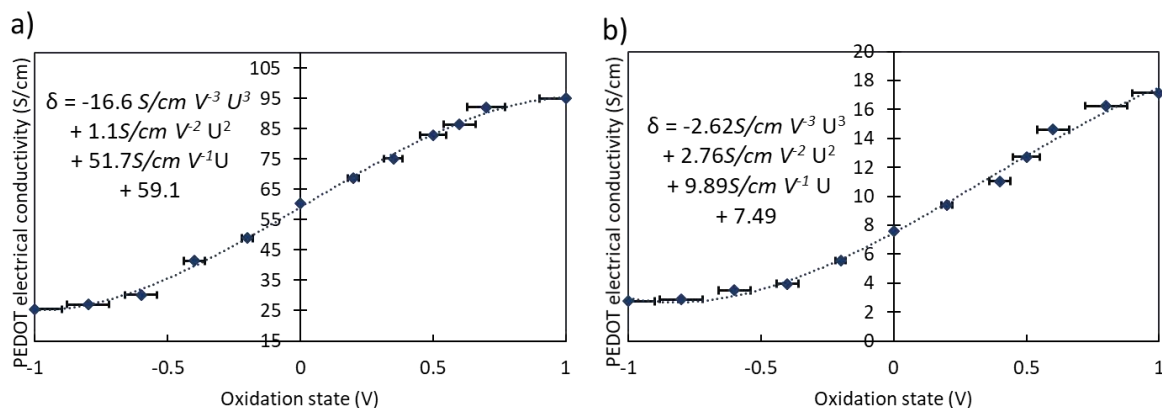 a)
PEDOT electrical conductivity (S/cm)
105
95
85
75
65
55
45
35
25
15
δ = -16.6 S/cm V⁻³ U³
+ 1.1S/cm V⁻² U²
+ 51.7S/cm V⁻¹U
+ 59.1
-1
-0.5
0
0.5
1
Oxidation state (V)
b)
PEDOT electrical conductivity (S/cm)
20
18
16
14
12
10
8
6
4
2
0
δ = -2.62S/cm V⁻³ U³
+ 2.76S/cm V⁻² U²
+ 9.89S/cm V⁻¹ U
+ 7.49
-1
-0.5
0
0.5
1
Oxidation state (V)